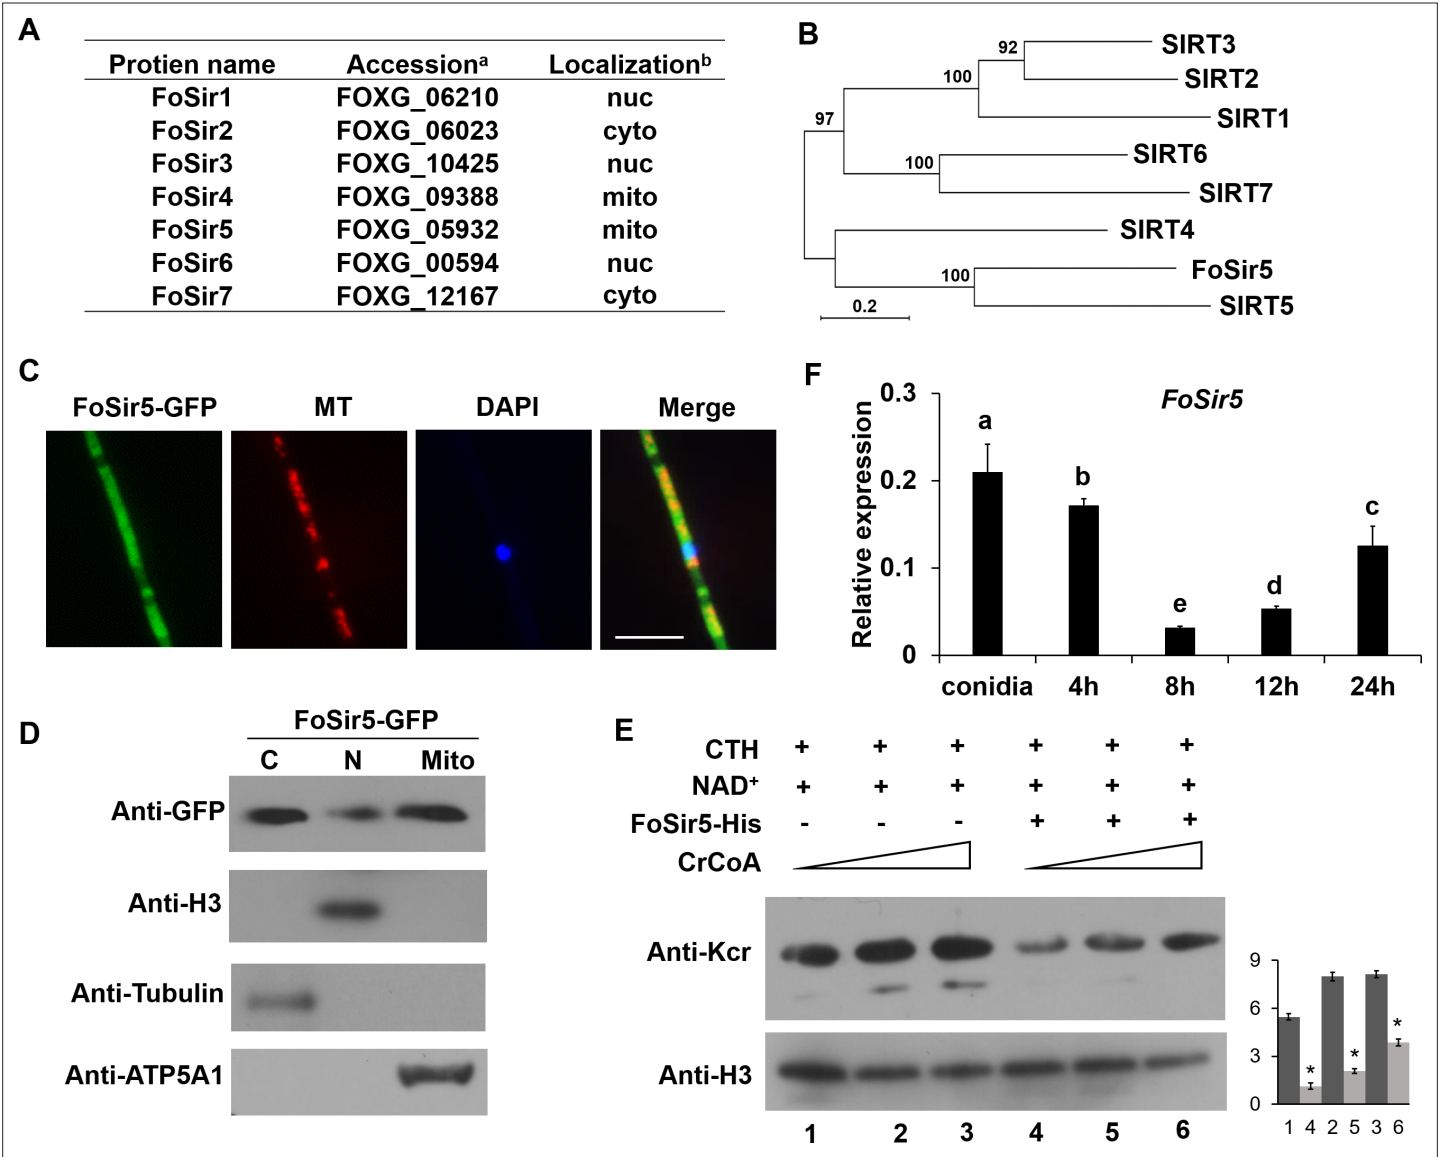 A
Protien name Accessionᵃ Localizationᵇ
FoSir1 FOXG_06210 nuc
FoSir2 FOXG_06023 cyto
FoSir3 FOXG_10425 nuc
FoSir4 FOXG_09388 mito
FoSir5 FOXG_05932 mito
FoSir6 FOXG_00594 nuc
FoSir7 FOXG_12167 cyto
B
92 SIRT3
100 SIRT2
SIRT1
97
100 SIRT6
SIRT7
SIRT4
100 FoSir5
SIRT5
0.2
C
FoSir5-GFP MT DAPI Merge
F
FoSir5
Relative expression
0.3
0.2
0.1
0
a b e d c
conidia 4h 8h 12h 24h
D
FoSir5-GFP
C N Mito
Anti-GFP
Anti-H3
Anti-Tubulin
Anti-ATP5A1
E
CTH + + + + + +
NAD⁺ + + + + + +
FoSir5-His - - - + + +
CrCoA
Anti-Kcr
Anti-H3
1 2 3 4 5 6
9
6
3
0
* * *
1 4 2 5 3 6